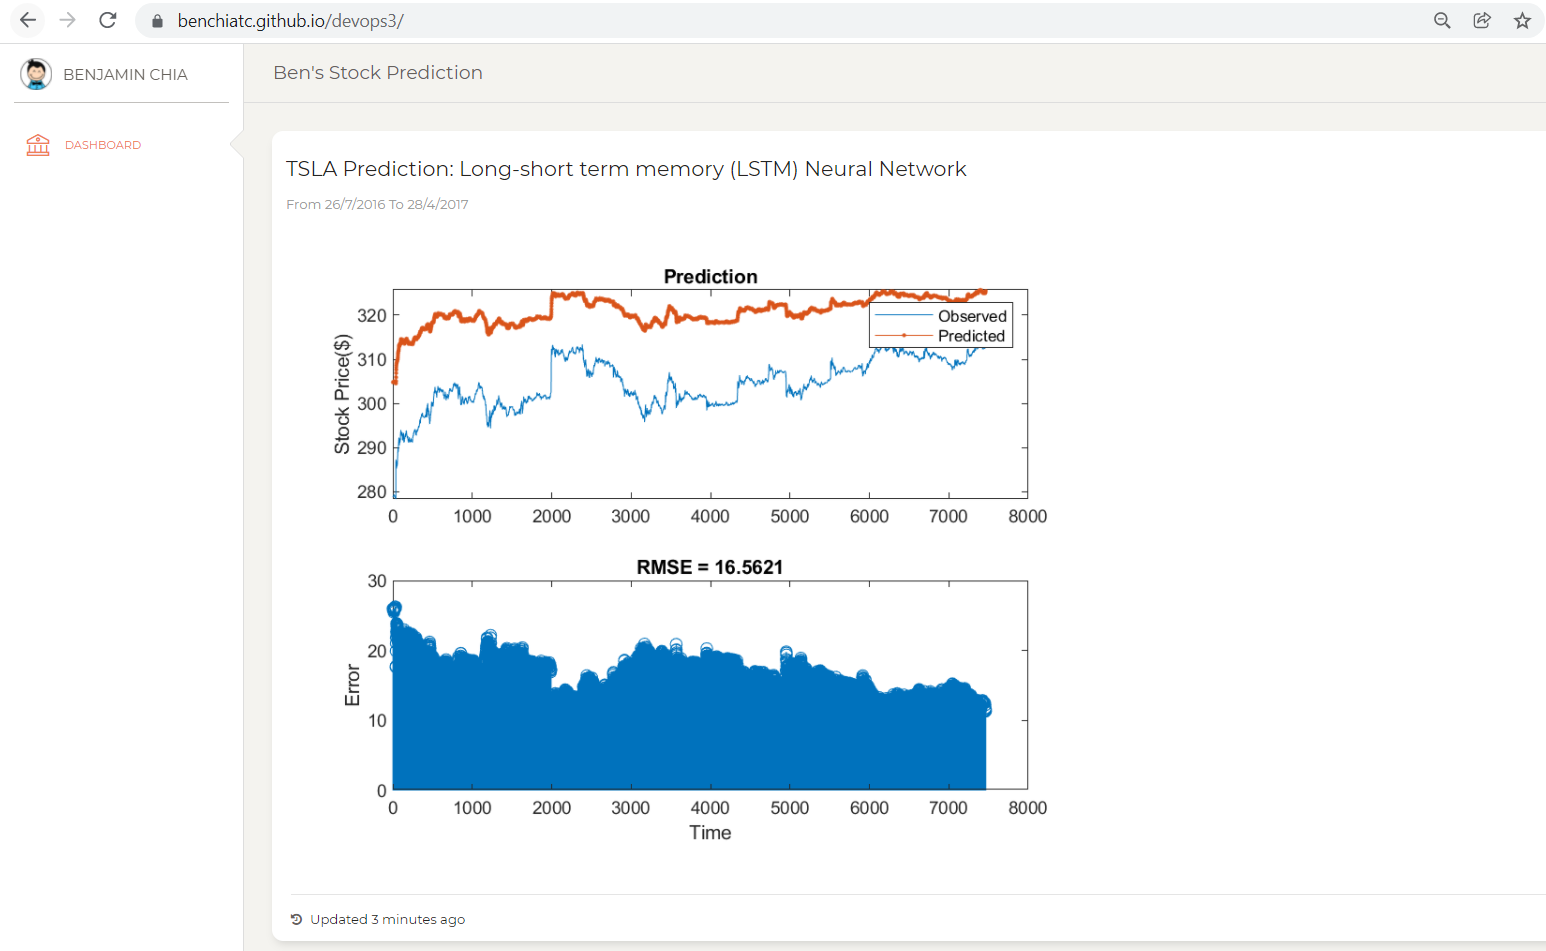 benchiatc.github.io/devops3/
BENJAMIN CHIA
Ben's Stock Prediction
DASHBOARD
TSLA Prediction: Long-short term memory (LSTM) Neural Network
From 26/7/2016 To 28/4/2017
Prediction
Observed
Predicted
Stock Price($)
320
310
300
290
280
0 1000 2000 3000 4000 5000 6000 7000 8000
RMSE = 16.5621
Error
30
20
10
0
0 1000 2000 3000 4000 5000 6000 7000 8000
Time
Updated 3 minutes ago